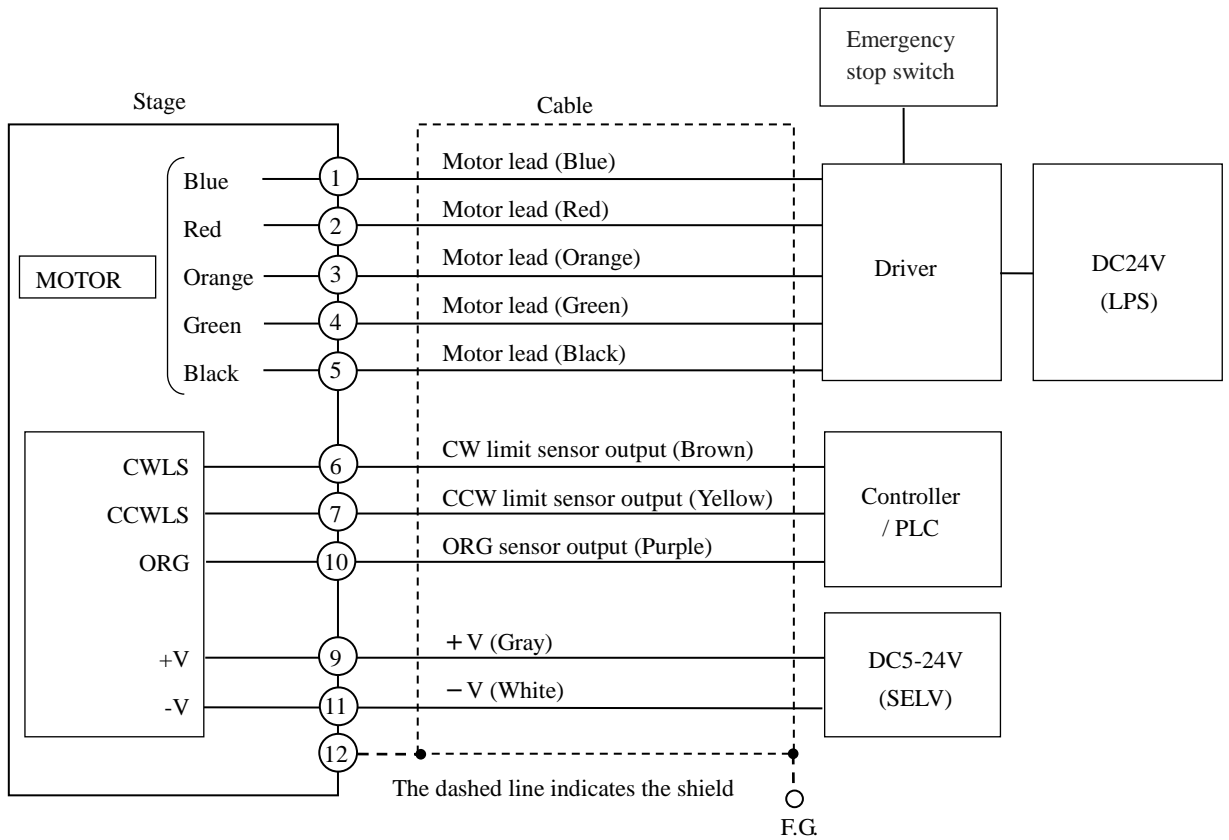 Emergency
stop switch
Stage
Cable
MOTOR
Blue
1
Motor lead (Blue)
Red
2
Motor lead (Red)
Orange
3
Motor lead (Orange)
Green
4
Motor lead (Green)
Black
5
Motor lead (Black)
Driver
DC24V
(LPS)
CWLS
6
CW limit sensor output (Brown)
CCWLS
7
CCW limit sensor output (Yellow)
ORG
10
ORG sensor output (Purple)
Controller
/ PLC
+V
9
+V (Gray)
-V
11
−V (White)
DC5-24V
(SELV)
12
The dashed line indicates the shield
F.G.